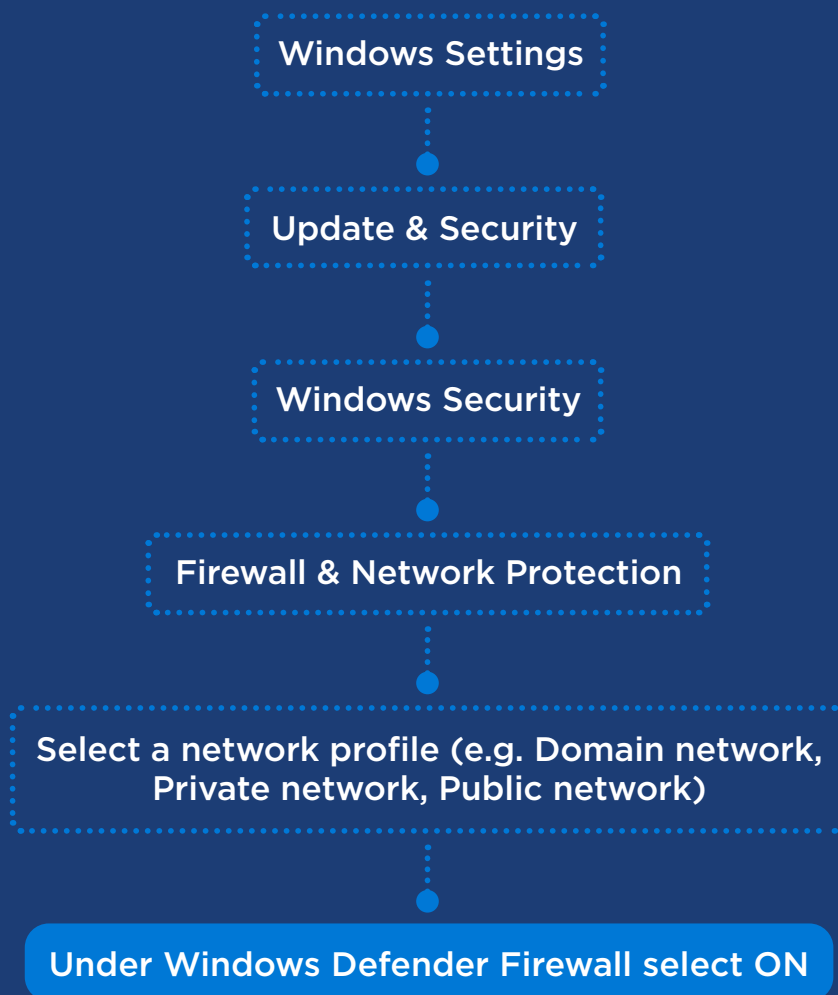 Windows Settings
Update & Security
Windows Security
Firewall & Network Protection
Select a network profile (e.g. Domain network,
Private network, Public network)
Under Windows Defender Firewall select ON